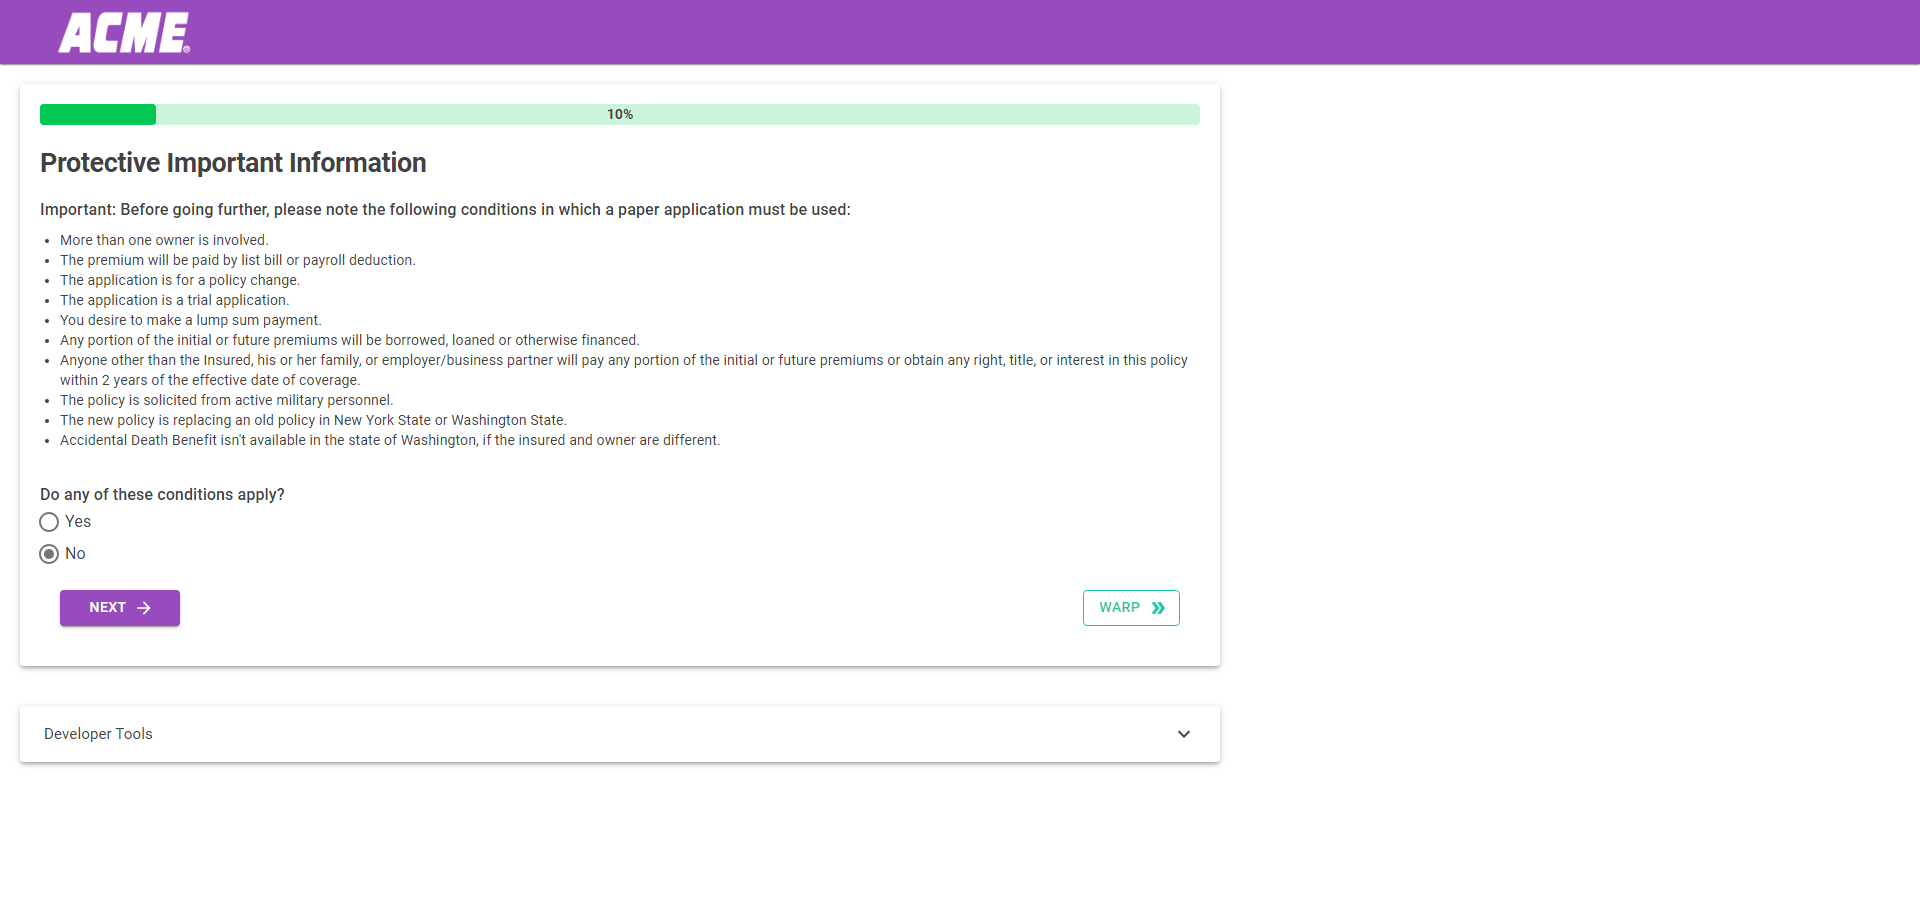 ACME®
10%
Protective Important Information
Important: Before going further, please note the following conditions in which a paper application must be used:
• More than one owner is involved.
• The premium will be paid by list bill or payroll deduction.
• The application is for a policy change.
• The application is a trial application.
• You desire to make a lump sum payment.
• Any portion of the initial or future premiums will be borrowed, loaned or otherwise financed.
• Anyone other than the Insured, his or her family, or employer/business partner will pay any portion of the initial or future premiums or obtain any right, title, or interest in this policy
within 2 years of the effective date of coverage.
• The policy is solicited from active military personnel.
• The new policy is replacing an old policy in New York State or Washington State.
• Accidental Death Benefit isn't available in the state of Washington, if the insured and owner are different.
Do any of these conditions apply?
Yes
No
NEXT
WARP
Developer Tools